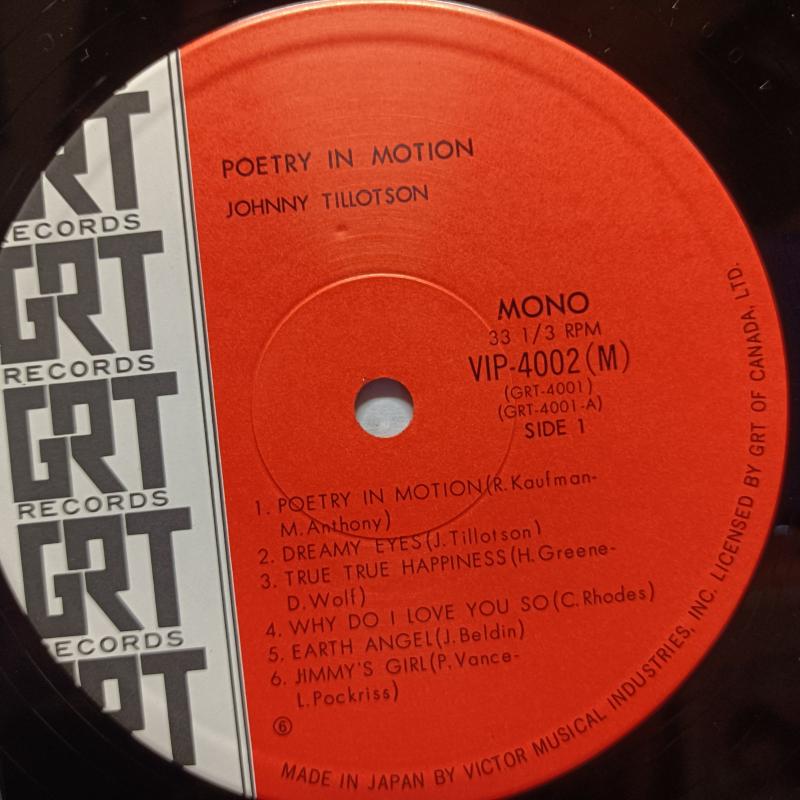 POETRY IN MOTION
JOHNNY TILLOTSON
MONO
33 1/3 RPM
VIP-4002(M)
(GRT-4001)
(GRT-4001-A)
SIDE 1
1. POETRY IN MOTION(R.Kaufman-
M.Anthony)
2. DREAMY EYES(J.Tillotson)
3. TRUE TRUE HAPPINESS(H.Greene-
D.Wolf)
4. WHY DO I LOVE YOU SO(C.Rhodes)
5. EARTH ANGEL(J.Beldin)
6. JIMMY'S GIRL(P.Vance-
L.Pockriss)
⑥
MADE IN JAPAN BY VICTOR MUSICAL INDUSTRIES, INC. LICENSED BY GRT OF CANADA, LTD.
GRT
RECORDS
GRT
RECORDS
GRT
RECORDS
GRT
RECORDS
GRT